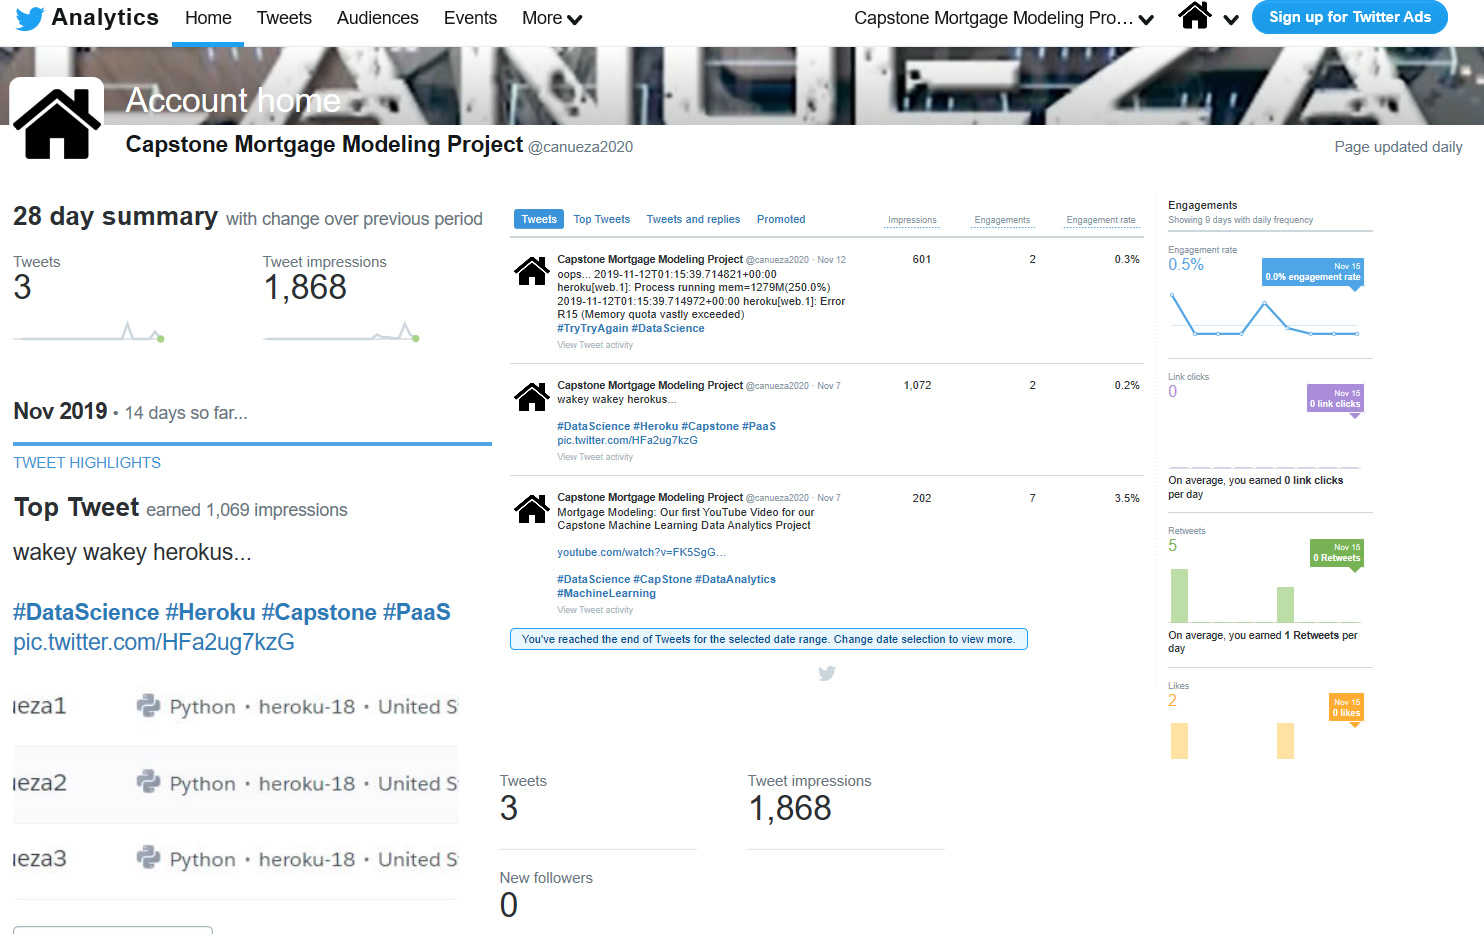 Analytics Home Tweets Audiences Events More Capstone Mortgage Modeling Pro... Sign up for Twitter Ads
Account home
Capstone Mortgage Modeling Project @canueza2020 Page updated daily
28 day summary with change over previous period
Tweets
3
Tweet impressions
1,868
Nov 2019 • 14 days so far...
TWEET HIGHLIGHTS
Top Tweet earned 1,069 impressions
wakey wakey herokus...
#DataScience #Heroku #Capstone #PaaS
pic.twitter.com/HFa2ug7kzG
ueza1 Python • heroku-18 • United S
ueza2 Python • heroku-18 • United S
ueza3 Python • heroku-18 • United S
Tweets Top Tweets Tweets and replies Promoted Impressions Engagements Engagement rate
Capstone Mortgage Modeling Project @canueza2020 · Nov 12 601 2 0.3%
oops... 2019-11-12T01:15:39.714821+00:00
heroku[web.1]: Process running mem=1279M(250.0%)
2019-11-12T01:15:39.714972+00:00 heroku[web.1]: Error
R15 (Memory quota vastly exceeded)
#TryTryAgain #DataScience
View Tweet activity
Capstone Mortgage Modeling Project @canueza2020 · Nov 7 1,072 2 0.2%
wakey wakey herokus...
#DataScience #Heroku #Capstone #PaaS
pic.twitter.com/HFa2ug7kzG
View Tweet activity
Capstone Mortgage Modeling Project @canueza2020 · Nov 7 202 7 3.5%
Mortgage Modeling: Our first YouTube Video for our
Capstone Machine Learning Data Analytics Project
youtube.com/watch?v=FK5SgG...
#DataScience #CapStone #DataAnalytics
#MachineLearning
View Tweet activity
You've reached the end of Tweets for the selected date range. Change date selection to view more.
Tweets
3
Tweet impressions
1,868
New followers
0
Engagements
Showing 9 days with daily frequency
Engagement rate
0.5%
Nov 15
0.0% engagement rate
Link clicks
0
Nov 15
0 link clicks
On average, you earned 0 link clicks
per day
Retweets
5
Nov 15
0 Retweets
On average, you earned 1 Retweets per
day
Likes
2
Nov 15
0 likes